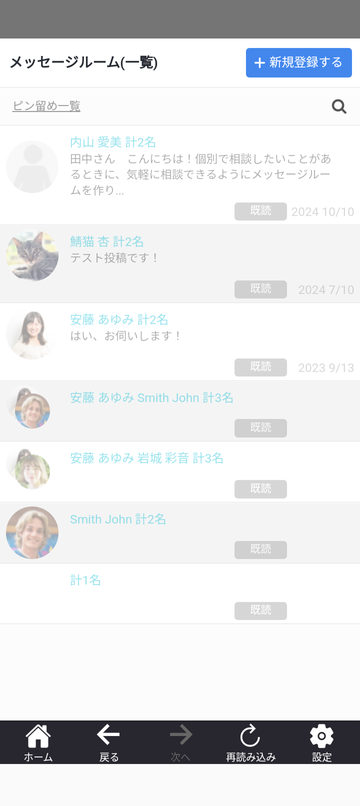 メッセージルーム(一覧)
+ 新規登録する
ピン留め一覧
内山 愛美 計2名
田中さん　こんにちは！個別で相談したいことがあ
るときに、気軽に相談できるようにメッセージルー
ムを作り...
既読 2024 10/10
鯖猫 杏 計2名
テスト投稿です！
既読 2024 7/10
安藤 あゆみ 計2名
はい、お伺いします！
既読 2023 9/13
安藤 あゆみ Smith John 計3名
既読
安藤 あゆみ 岩城 彩音 計3名
既読
Smith John 計2名
既読
計1名
既読
ホーム 戻る 次へ 再読み込み 設定